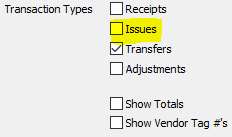 Transaction Types
Receipts
Issues
Transfers
Adjustments
Show Totals
Show Vendor Tag #'s